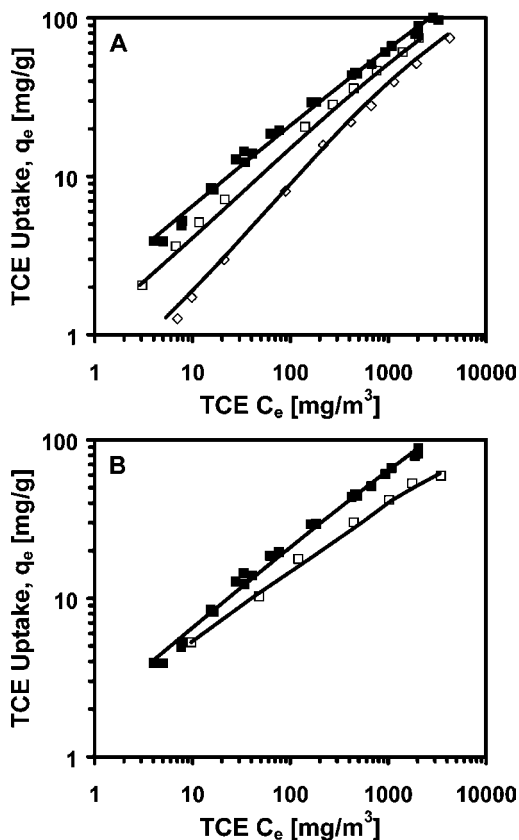 A
TCE Uptake, qₑ [mg/g]
100
10
1
1 10 100 1000 10000
TCE Cₑ [mg/m³]
B
TCE Uptake, qₑ [mg/g]
100
10
1
1 10 100 1000 10000
TCE Cₑ [mg/m³]